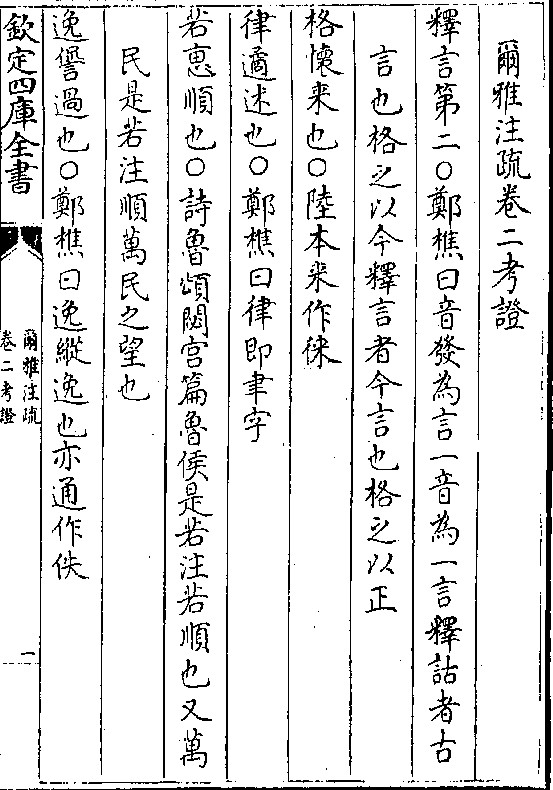 爾雅注疏卷二考證
釋言第二○鄭樵曰音發為言一音為一言釋詁者古
言也格之以今釋言者今言也格之以正
格懷来也○陸本来作徠
律遹述也○鄭樵曰律即聿字
若惠順也○詩魯頌閟宫篇魯侯是若注若順也又萬
民是若注順萬民之望也
逸諐過也○鄭樵曰逸縱逸也亦通作佚
欽定四庫全書
爾雅注疏
卷二考證
一